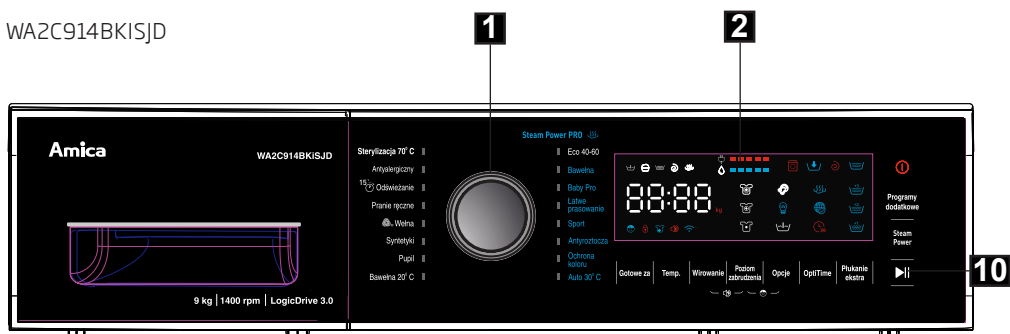 WA2C914BKISJD
1
2
Amica
WA2C914BKiSJD
9 kg | 1400 rpm | LogicDrive 3.0
Steam Power PRO
Sterylizacja 70°C
Antyalergiczny
15' Odświeżanie
Pranie ręczne
Wełna
Syntetyki
Pupil
Bawełna 20°C
Eco 40-60
Bawełna
Baby Pro
Łatwe
prasowanie
Sport
Antyroztocza
Ochrona
koloru
Auto 30°C
88:88 kg
Gotowe za
Temp.
Wirowanie
Poziom
zabrudzenia
Opcje
OptiTime
Płukanie
ekstra
Programy
dodatkowe
Steam
Power
10